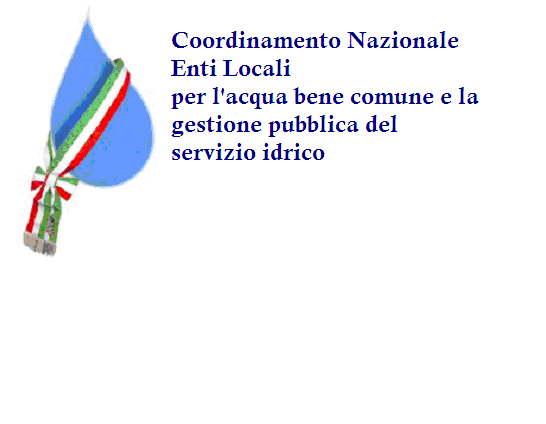 Coordinamento Nazionale
Enti Locali
per l'acqua bene comune e la
gestione pubblica del
servizio idrico